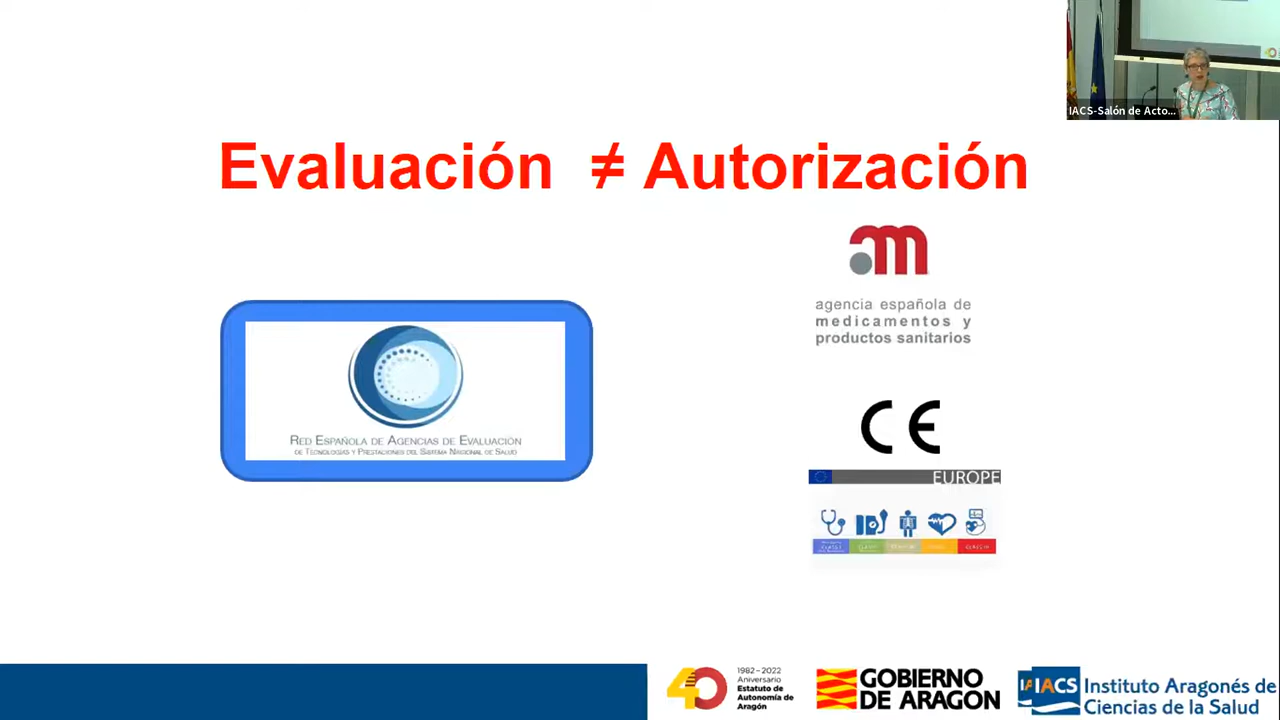 IACS-Salón de Acto...
Evaluación ≠ Autorización
am
agencia española de
medicamentos y
productos sanitarios
RED ESPAÑOLA DE AGENCIAS DE EVALUACIÓN
DE TECNOLOGÍAS Y PRESTACIONES DEL SISTEMA NACIONAL DE SALUD
CE
EUROPE
40
1982-2022
Aniversario
Estatuto de
Autonomía de
Aragón
GOBIERNO
DE ARAGON
IACS
Instituto Aragonés de
Ciencias de la Salud